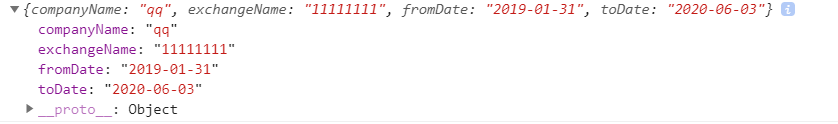 {companyName: "qq", exchangeName: "11111111", fromDate: "2019-01-31", toDate: "2020-06-03"} i
companyName: "qq"
exchangeName: "11111111"
fromDate: "2019-01-31"
toDate: "2020-06-03"
__proto__: Object